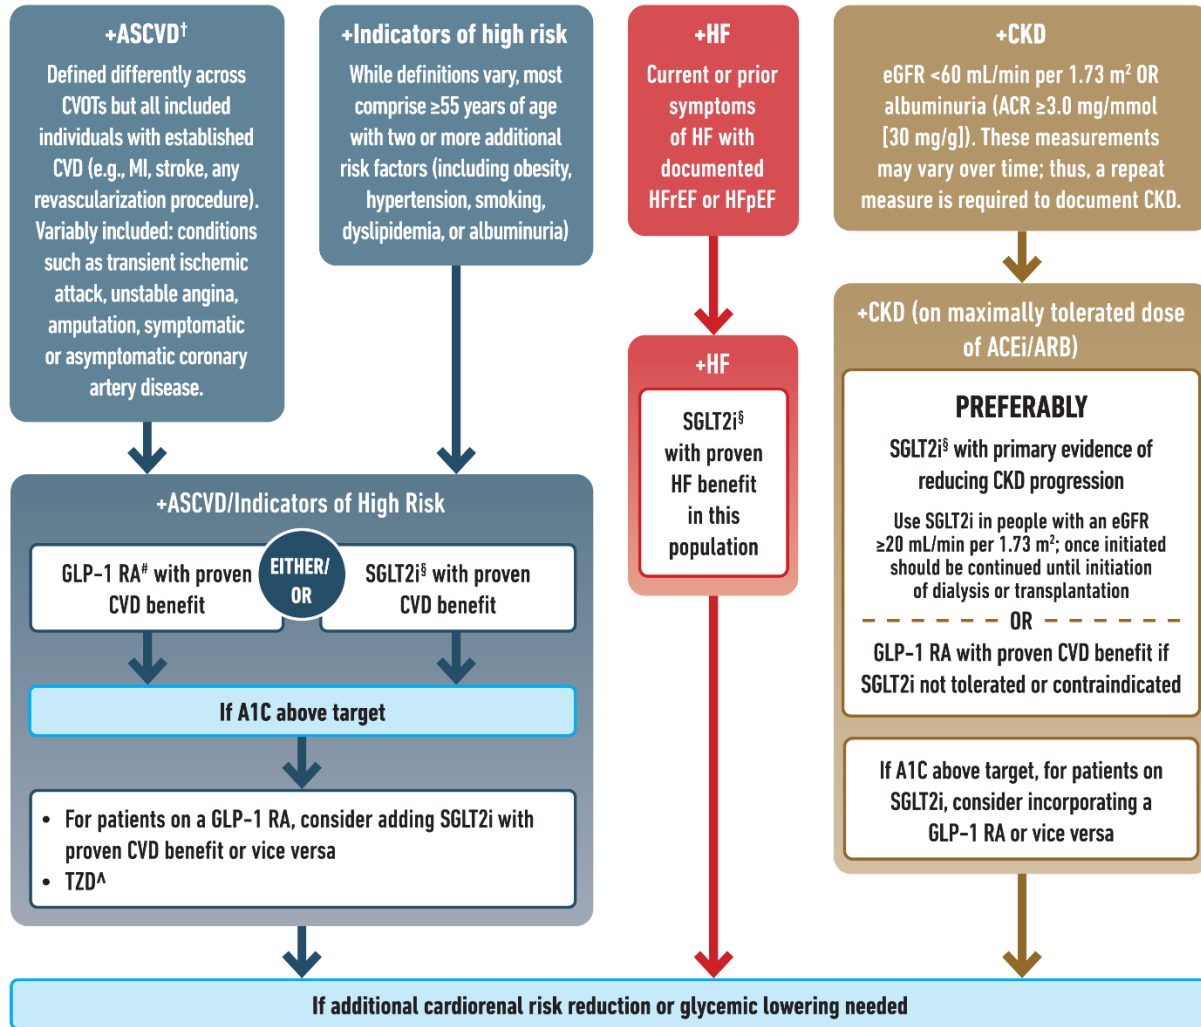 +ASCVD†
Defined differently across
CVOTs but all included
individuals with established
CVD (e.g., MI, stroke, any
revascularization procedure).
Variably included: conditions
such as transient ischemic
attack, unstable angina,
amputation, symptomatic
or asymptomatic coronary
artery disease.
+Indicators of high risk
While definitions vary, most
comprise ≥55 years of age
with two or more additional
risk factors (including obesity,
hypertension, smoking,
dyslipidemia, or albuminuria)
+HF
Current or prior
symptoms
of HF with
documented
HFrEF or HFpEF
+CKD
eGFR <60 mL/min per 1.73 m² OR
albuminuria (ACR ≥3.0 mg/mmol
[30 mg/g]). These measurements
may vary over time; thus, a repeat
measure is required to document CKD.
+ASCVD/Indicators of High Risk
GLP-1 RA# with proven
CVD benefit
EITHER/
OR
SGLT2i§ with proven
CVD benefit
If A1C above target
• For patients on a GLP-1 RA, consider adding SGLT2i with
proven CVD benefit or vice versa
• TZD^
+HF
SGLT2i§
with proven
HF benefit
in this
population
+CKD (on maximally tolerated dose
of ACEi/ARB)
PREFERABLY
SGLT2i§ with primary evidence of
reducing CKD progression
Use SGLT2i in people with an eGFR
≥20 mL/min per 1.73 m²; once initiated
should be continued until initiation
of dialysis or transplantation
OR
GLP-1 RA with proven CVD benefit if
SGLT2i not tolerated or contraindicated
If A1C above target, for patients on
SGLT2i, consider incorporating a
GLP-1 RA or vice versa
If additional cardiorenal risk reduction or glycemic lowering needed